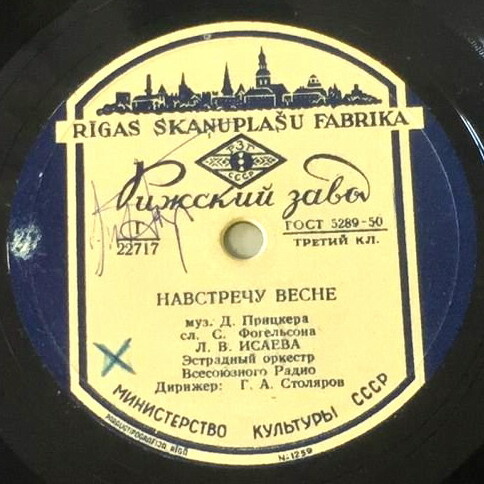 RĪGAS SKAŅUPLAŠU FABRIKA
РЗГ
СССР
Рижский завод
I
22717
ГОСТ 5289-50
ТРЕТИЙ КЛ.
НАВСТРЕЧУ ВЕСНЕ
муз. Д. Прицкера
сл. С. Фогельсона
Л. В. ИСАЕВА
Эстрадный оркестр
Всесоюзного Радио
Дирижер: Г. А. Столяров
МИНИСТЕРСТВО КУЛЬТУРЫ СССР
№ 1259